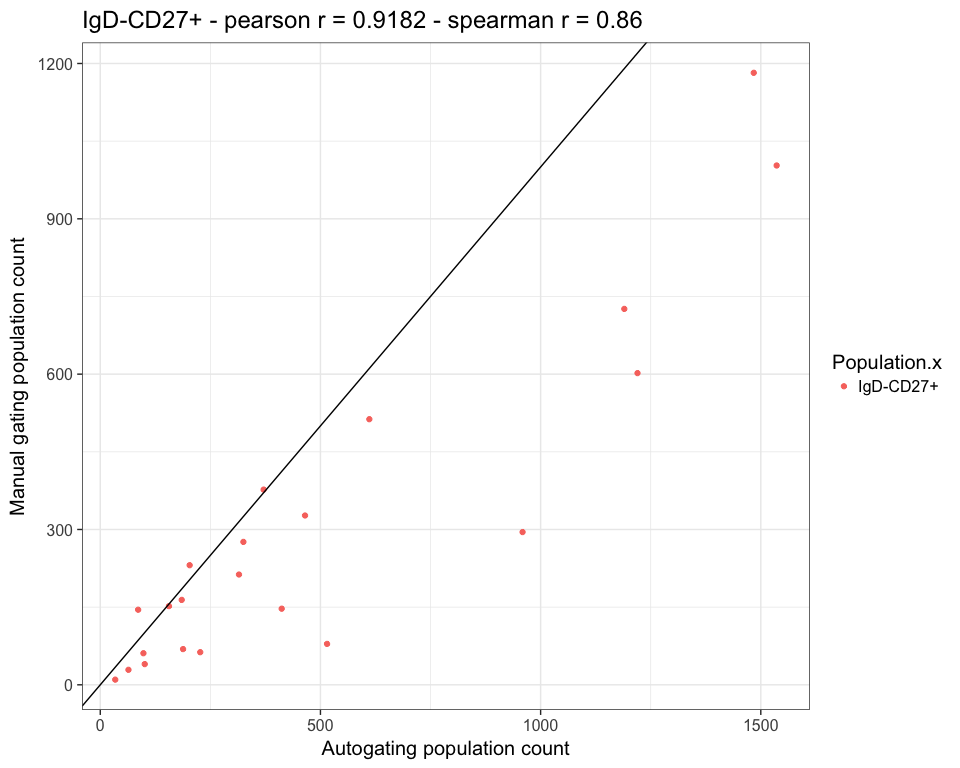 IgD-CD27+ - pearson r = 0.9182 - spearman r = 0.86
1200
900
600
300
0
Manual gating population count
0 500 1000 1500
Autogating population count
Population.x
IgD-CD27+